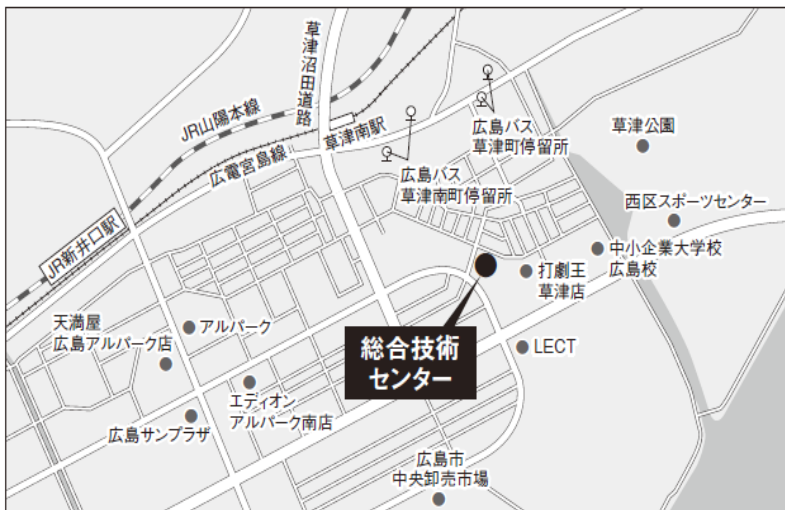 草津沼田道路
JR山陽本線
広電宮島線
草津南駅
広島バス
草津町停留所
草津公園
広島バス
草津南町停留所
西区スポーツセンター
JR新井口駅
中小企業大学校
広島校
打劇王
草津店
天満屋
広島アルパーク店
アルパーク
総合技術
センター
LECT
エディオン
アルパーク南店
広島サンプラザ
広島市
中央卸売市場